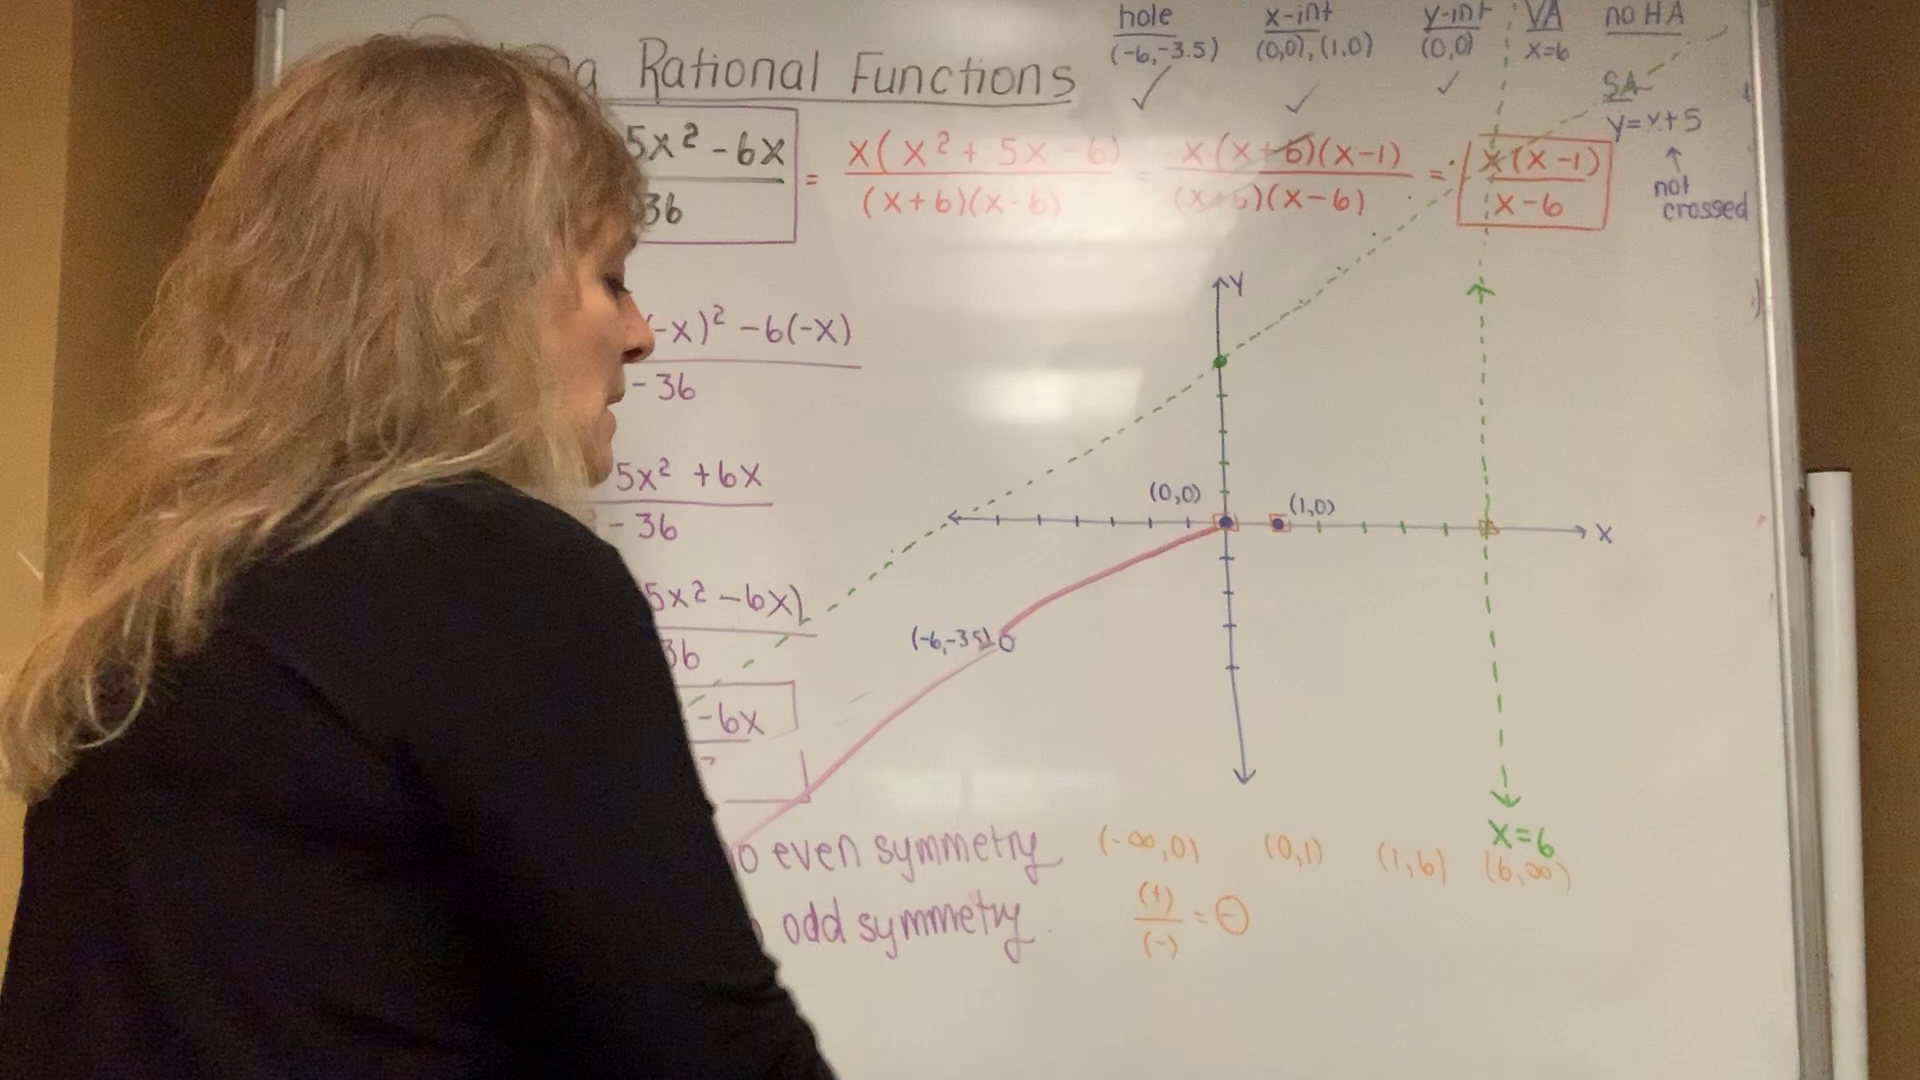 Rational Functions
hole
(-6,-3.5)
✓
x-int
(0,0),(1,0)
✓
y-int
(0,0)
✓
VA
x=6
no HA
SA
y=x+5
↑
not
crossed
5x² -6x
36
= x(x²+5x-6)
(x+6)(x-6)
= x(x+6)(x-1)
(x+6)(x-6)
= x(x-1)
x-6
(-x)² -6(-x)
-36
5x² +6x
-36
5x² -6x)
36
-6x
Y
(0,0)
(1,0)
X
(-6,-3.5)
x=6
no even symmetry
odd symmetry
(-∞,0) (0,1) (1,6) (6,∞)
(+)
(-)
= (-)